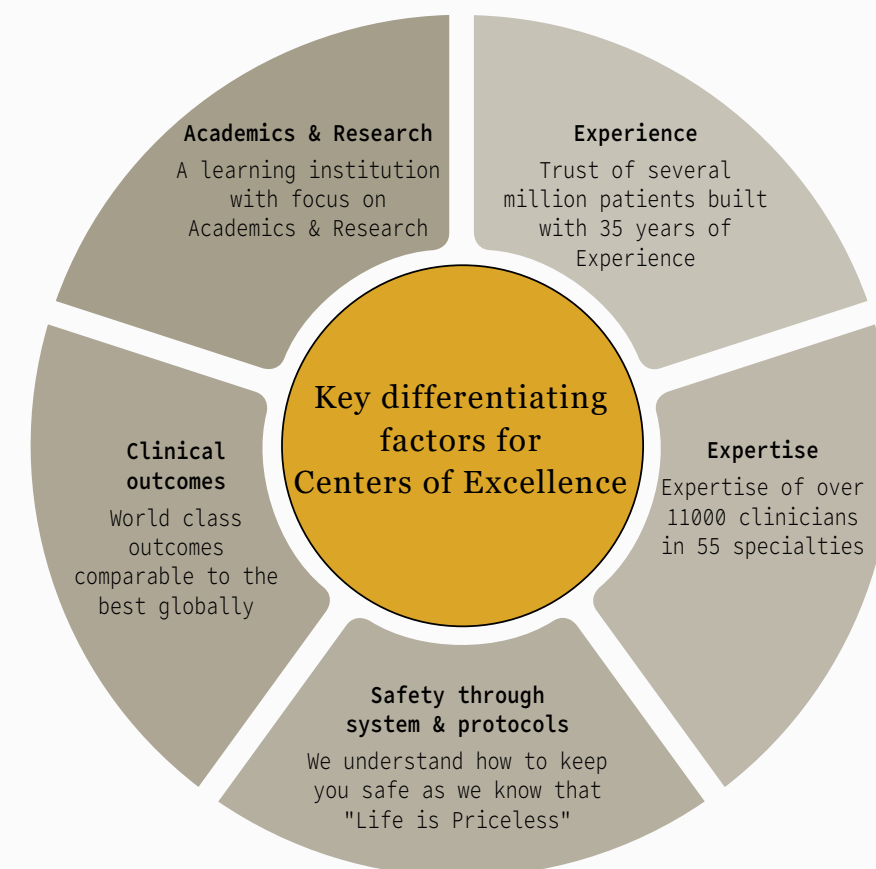 Academics & Research
A learning institution
with focus on
Academics & Research
Experience
Trust of several
million patients built
with 35 years of
Experience
Key differentiating
factors for
Centers of Excellence
Clinical
outcomes
World class
outcomes
comparable to the
best globally
Expertise
Expertise of over
11000 clinicians
in 55 specialties
Safety through
system & protocols
We understand how to keep
you safe as we know that
"Life is Priceless"